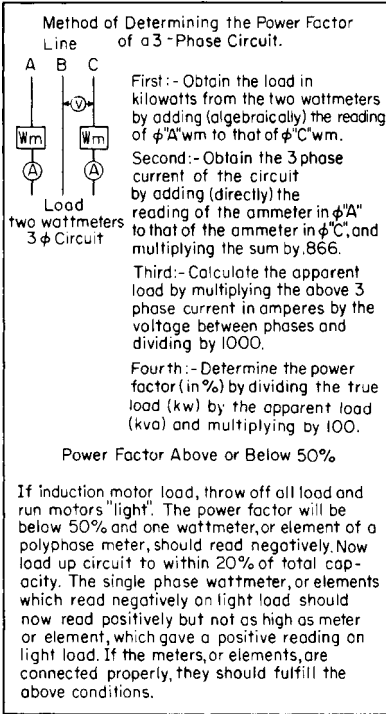 Method of Determining the Power Factor
of a 3-Phase Circuit.
Line
A B C
V
Wm Wm
A A
Load
two wattmeters
3 ϕ Circuit
First:- Obtain the load in
kilowatts from the two wattmeters
by adding (algebraically) the reading
of ϕ"A"wm to that of ϕ"C"wm.
Second:- Obtain the 3 phase
current of the circuit
by adding (directly) the
reading of the ammeter in ϕ"A"
to that of the ammeter in ϕ"C", and
multiplying the sum by .866.
Third:- Calculate the apparent
load by multiplying the above 3
phase current in amperes by the
voltage between phases and
dividing by 1000.
Fourth:- Determine the power
factor (in %) by dividing the true
load (kw) by the apparent load
(kva) and multiplying by 100.
Power Factor Above or Below 50%
If induction motor load, throw off all load and
run motors "light". The power factor will be
below 50% and one wattmeter, or element of a
polyphase meter, should read negatively. Now
load up circuit to within 20% of total cap-
acity. The single phase wattmeter, or elements
which read negatively on light load should
now read positively but not as high as meter
or element, which gave a positive reading on
light load. If the meters, or elements, are
connected properly, they should fulfill the
above conditions.